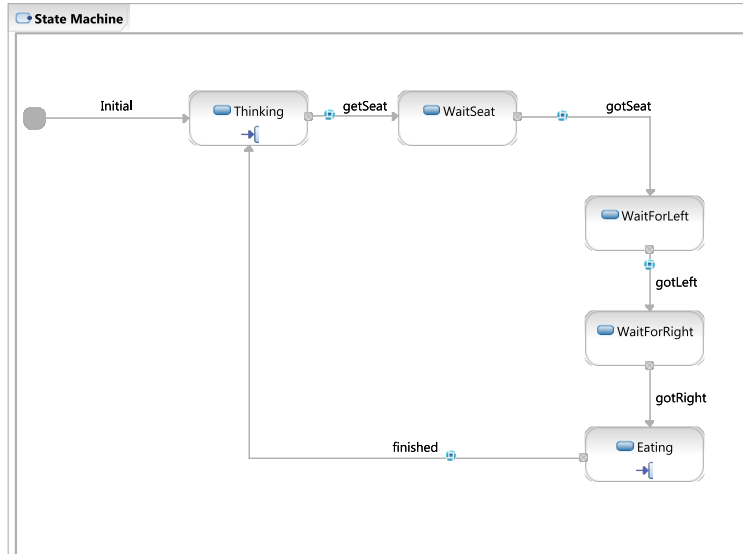 State Machine
Initial
Thinking
getSeat
WaitSeat
gotSeat
WaitForLeft
gotLeft
WaitForRight
gotRight
finished
Eating